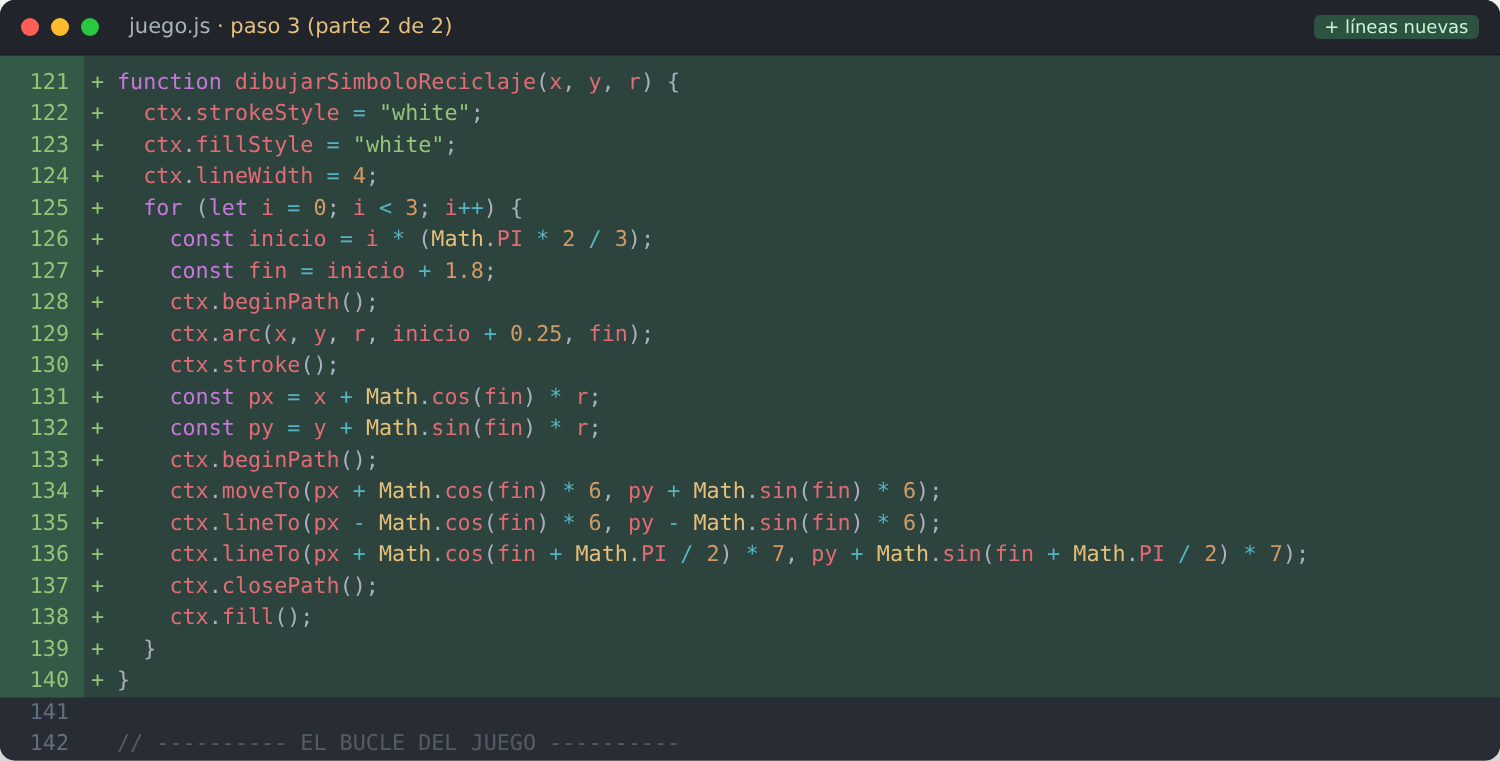 juego.js · paso 3 (parte 2 de 2)
+ líneas nuevas
121 + function dibujarSimboloReciclaje(x, y, r) {
122 +   ctx.strokeStyle = "white";
123 +   ctx.fillStyle = "white";
124 +   ctx.lineWidth = 4;
125 +   for (let i = 0; i < 3; i++) {
126 +     const inicio = i * (Math.PI * 2 / 3);
127 +     const fin = inicio + 1.8;
128 +     ctx.beginPath();
129 +     ctx.arc(x, y, r, inicio + 0.25, fin);
130 +     ctx.stroke();
131 +     const px = x + Math.cos(fin) * r;
132 +     const py = y + Math.sin(fin) * r;
133 +     ctx.beginPath();
134 +     ctx.moveTo(px + Math.cos(fin) * 6, py + Math.sin(fin) * 6);
135 +     ctx.lineTo(px - Math.cos(fin) * 6, py - Math.sin(fin) * 6);
136 +     ctx.lineTo(px + Math.cos(fin + Math.PI / 2) * 7, py + Math.sin(fin + Math.PI / 2) * 7);
137 +     ctx.closePath();
138 +     ctx.fill();
139 +   }
140 + }
141
142   // ---------- EL BUCLE DEL JUEGO ----------